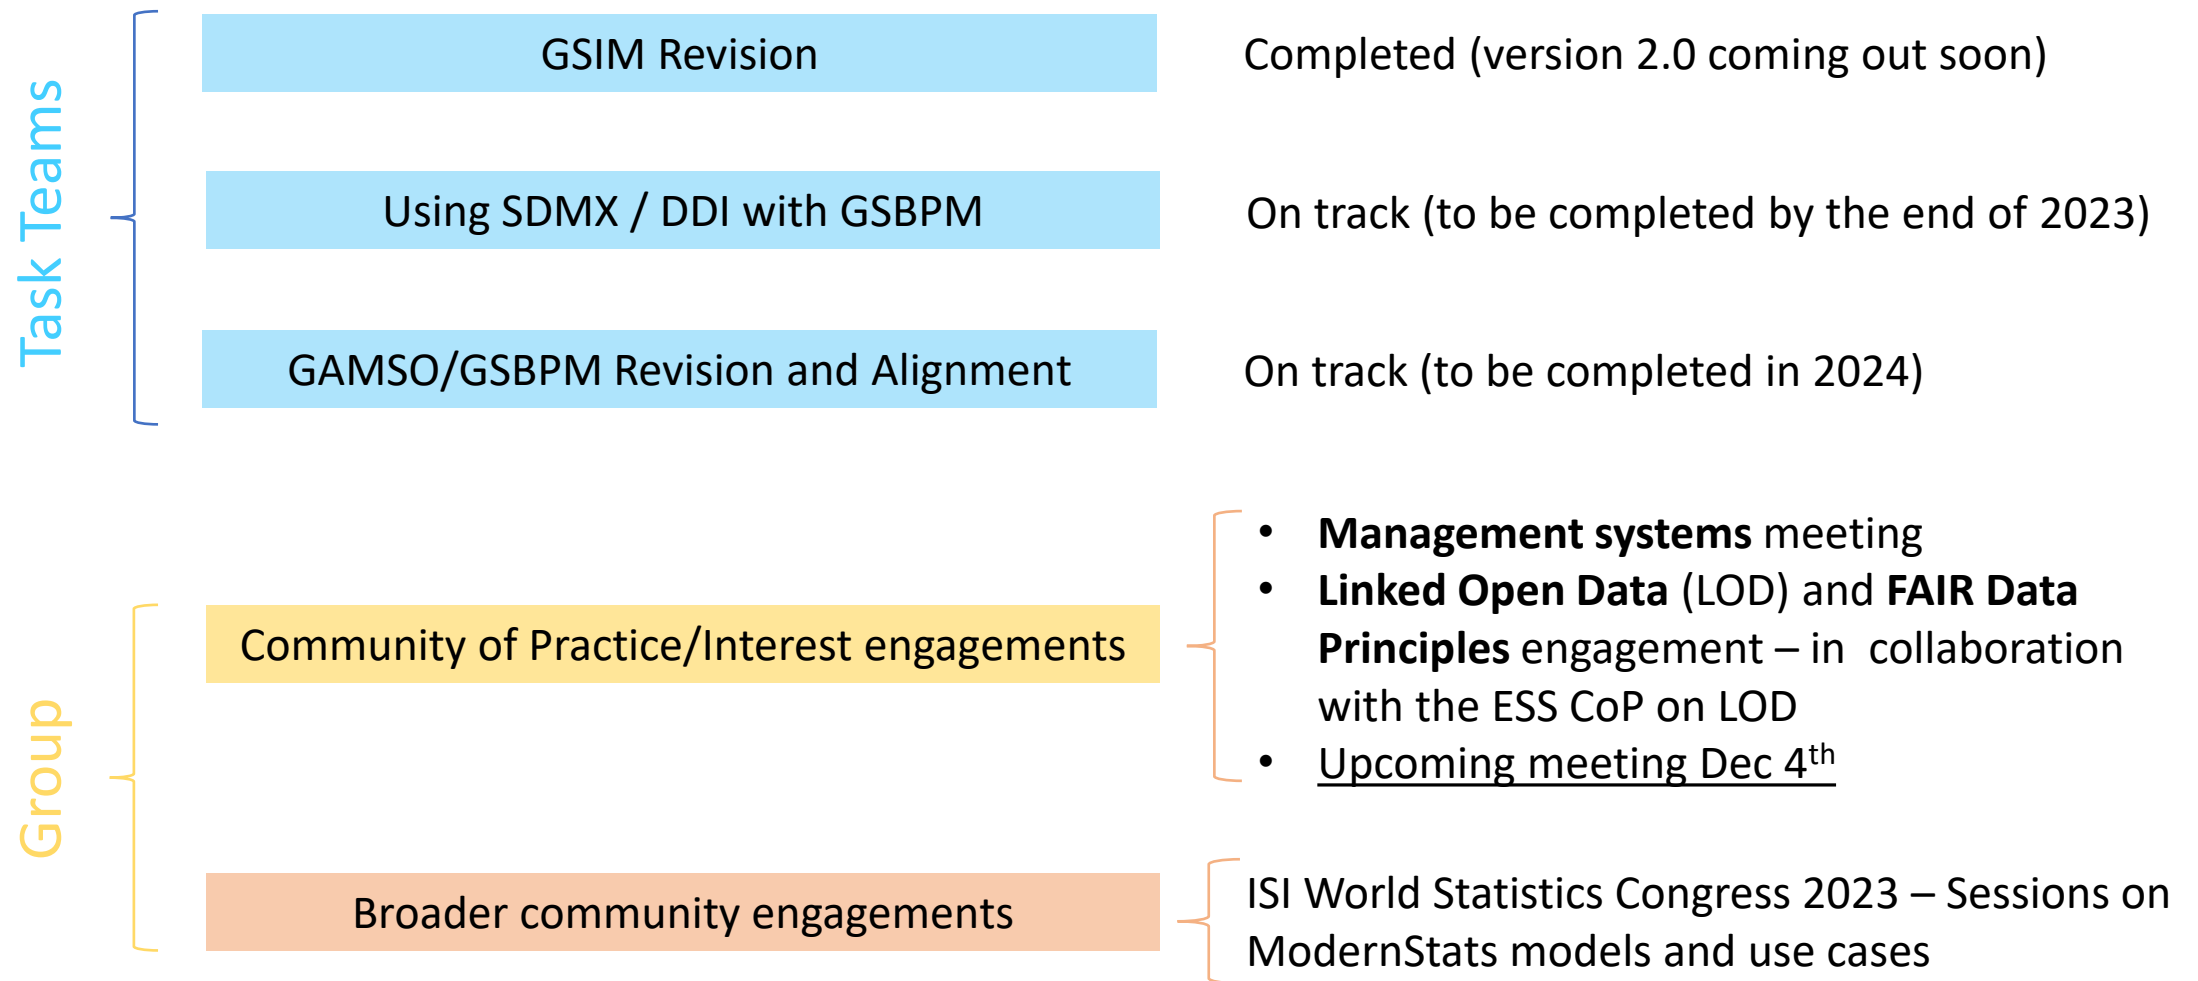 Task Teams
GSIM Revision
Completed (version 2.0 coming out soon)
Using SDMX / DDI with GSBPM
On track (to be completed by the end of 2023)
GAMSO/GSBPM Revision and Alignment
On track (to be completed in 2024)
Group
Community of Practice/Interest engagements
• Management systems meeting
• Linked Open Data (LOD) and FAIR Data
Principles engagement – in collaboration
with the ESS CoP on LOD
• Upcoming meeting Dec 4th
Broader community engagements
ISI World Statistics Congress 2023 – Sessions on
ModernStats models and use cases